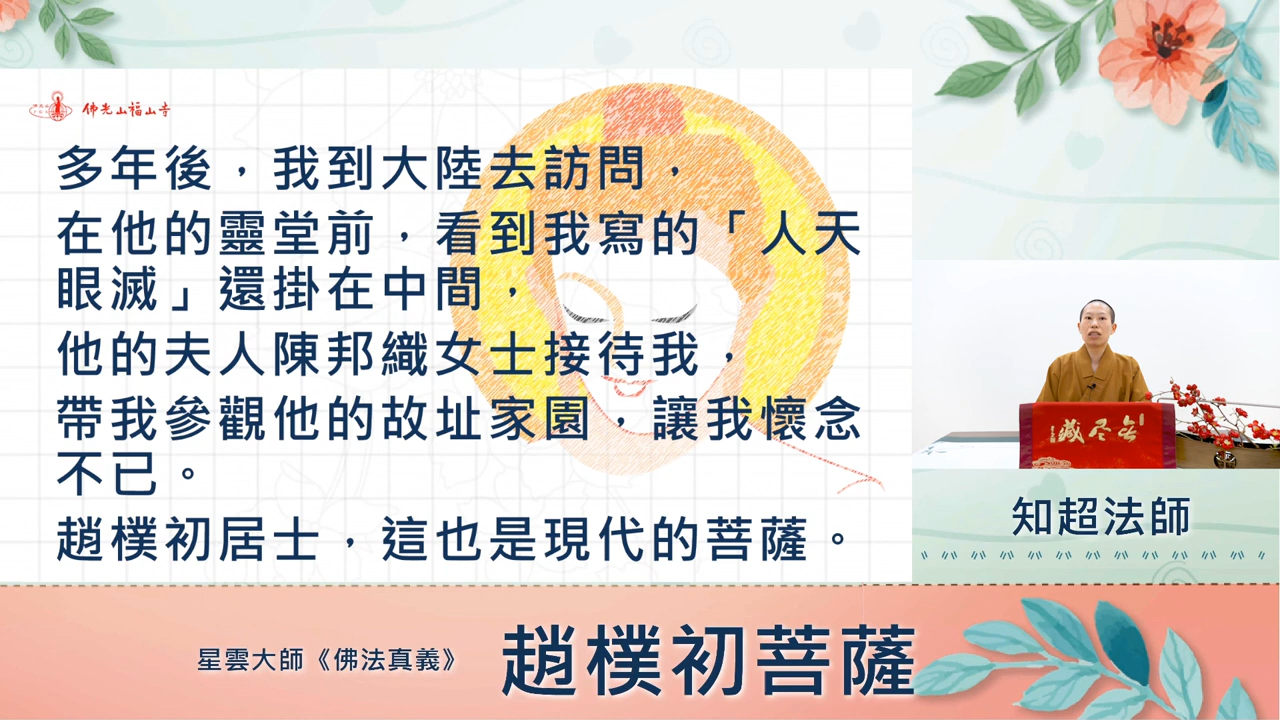 佛光山福山寺
多年後，我到大陸去訪問，
在他的靈堂前，看到我寫的「人天
眼滅」還掛在中間，
他的夫人陳邦織女士接待我，
帶我參觀他的故址家園，讓我懷念
不已。
趙樸初居士，這也是現代的菩薩。
無尽藏
知超法師
星雲大師《佛法真義》
趙樸初菩薩